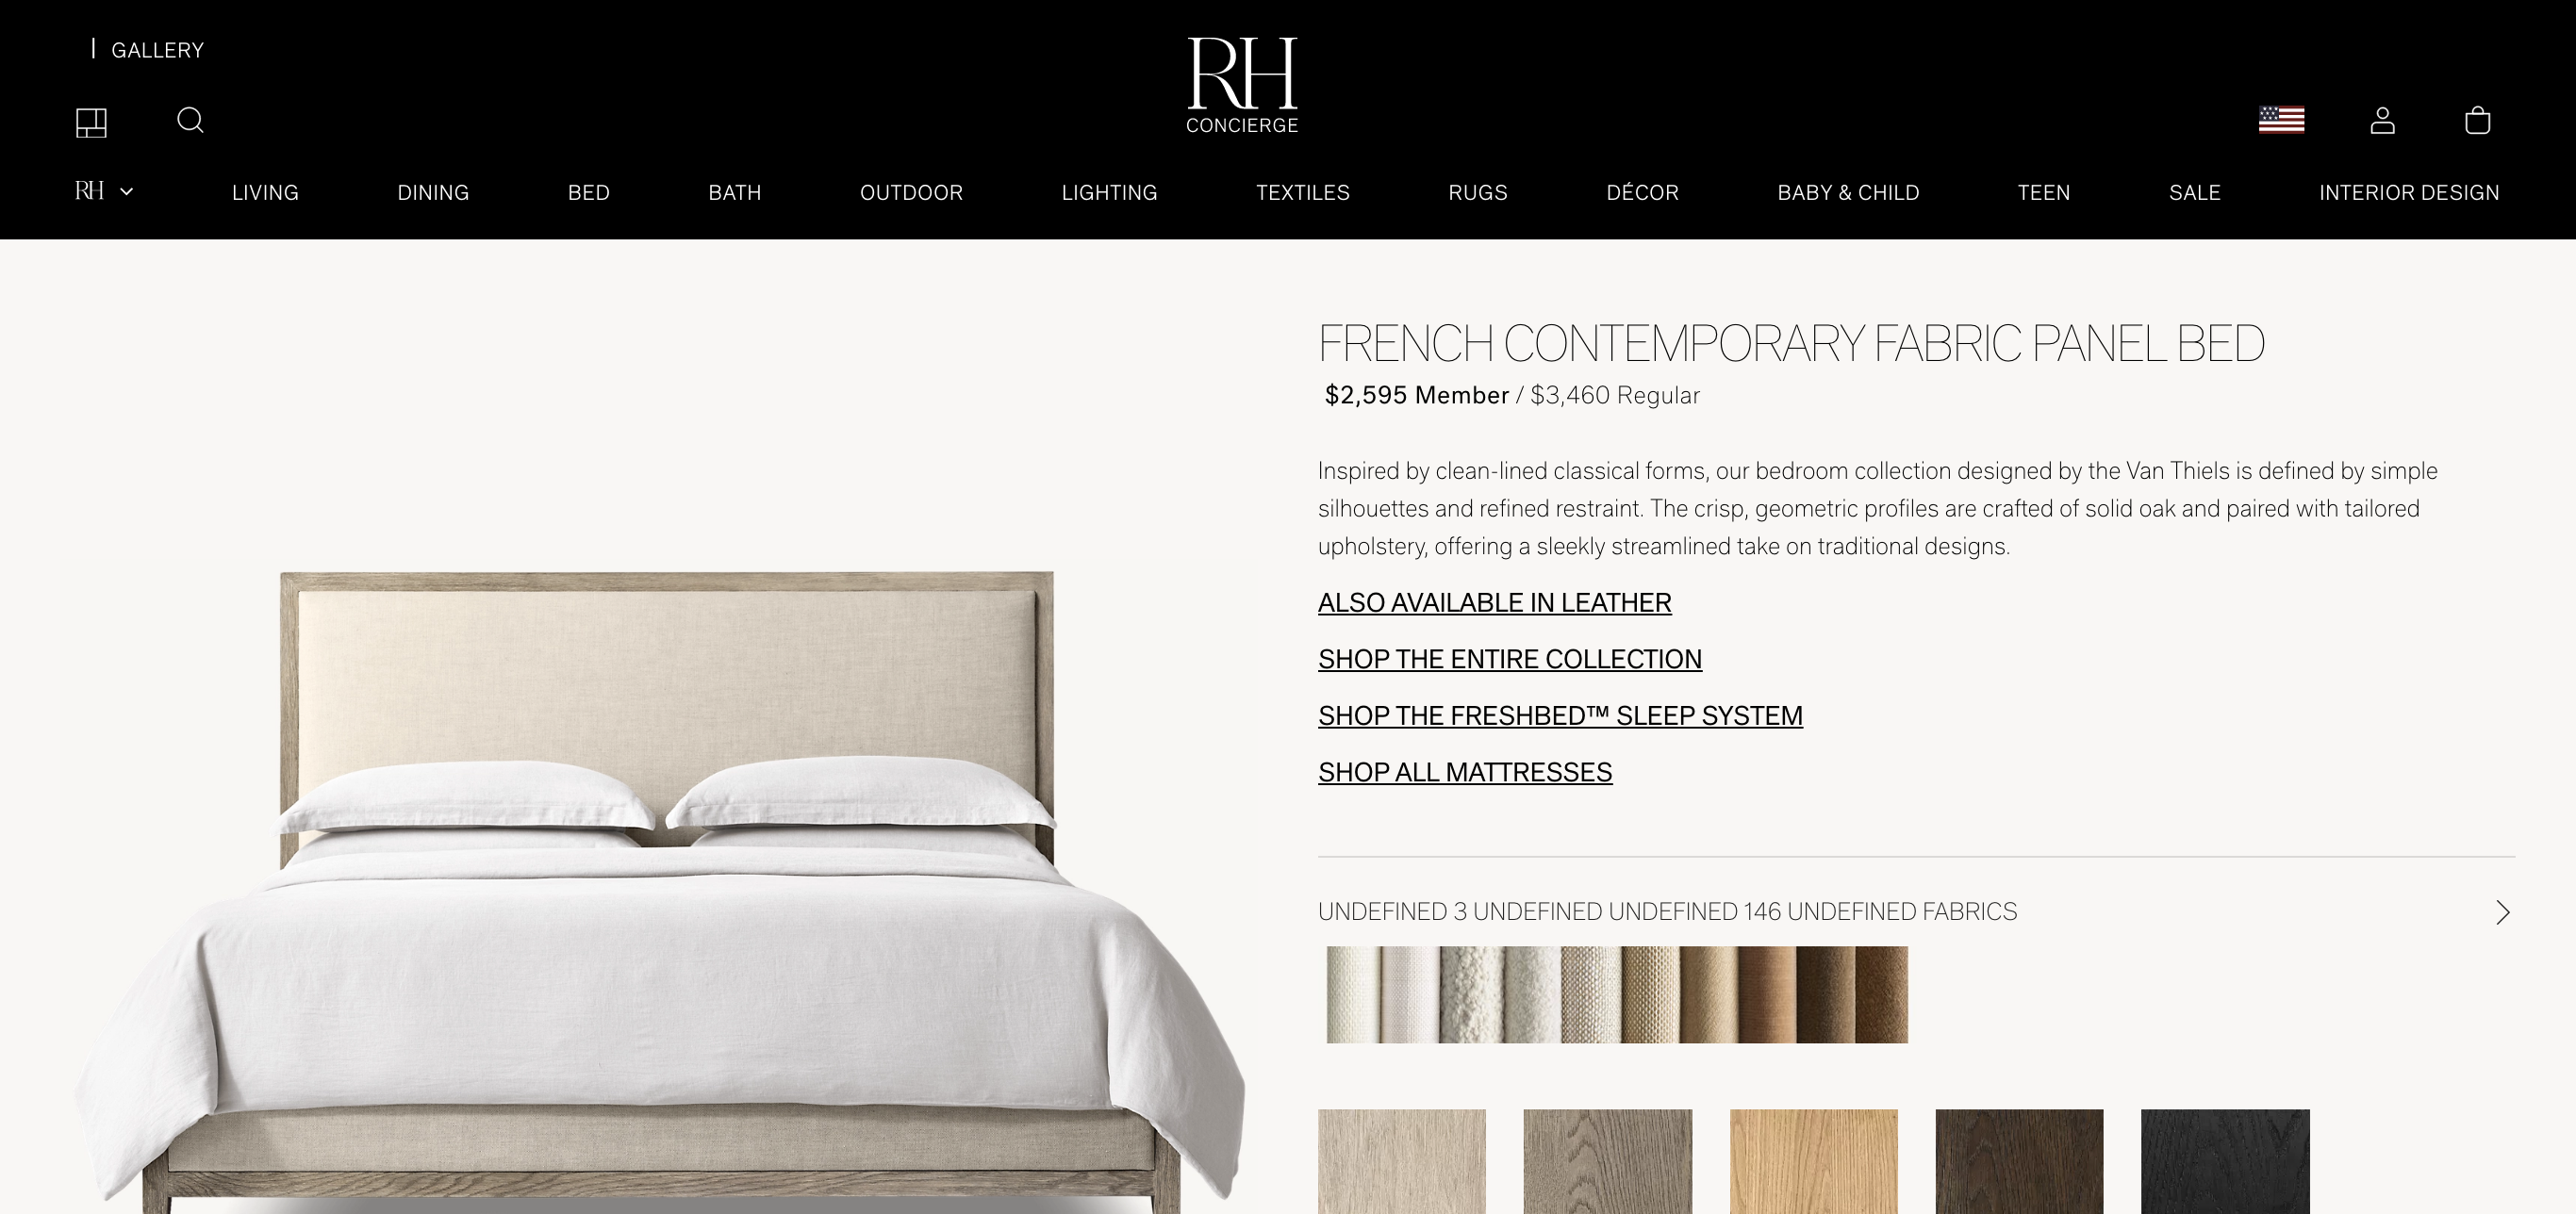 GALLERY
RH
CONCIERGE
RH
LIVING
DINING
BED
BATH
OUTDOOR
LIGHTING
TEXTILES
RUGS
DÉCOR
BABY & CHILD
TEEN
SALE
INTERIOR DESIGN
FRENCH CONTEMPORARY FABRIC PANEL BED
$2,595 Member / $3,460 Regular
Inspired by clean-lined classical forms, our bedroom collection designed by the Van Thiels is defined by simple
silhouettes and refined restraint. The crisp, geometric profiles are crafted of solid oak and paired with tailored
upholstery, offering a sleekly streamlined take on traditional designs.
ALSO AVAILABLE IN LEATHER
SHOP THE ENTIRE COLLECTION
SHOP THE FRESHBED™ SLEEP SYSTEM
SHOP ALL MATTRESSES
UNDEFINED 3 UNDEFINED UNDEFINED 146 UNDEFINED FABRICS